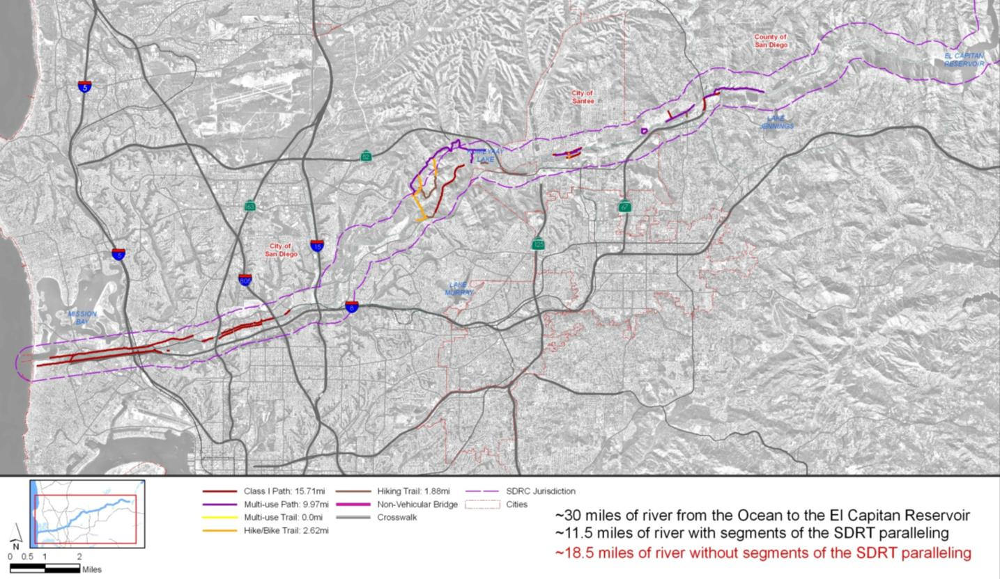 County of
San Diego
EL CAPITAN
RESERVOIR
5
City of
Santee
LAKE
JENNINGS
52
LAKE
163
67
City of
San Diego
15
125
5
805
LAKE
MURRAY
8
MISSION
BAY
Class I Path: 15.71mi
Multi-use Path: 9.97mi
Multi-use Trail: 0.0mi
Hike/Bike Trail: 2.62mi
Hiking Trail: 1.88mi
Non-Vehicular Bridge
Crosswalk
SDRC Jurisdiction
Cities
~30 miles of river from the Ocean to the El Capitan Reservoir
~11.5 miles of river with segments of the SDRT paralleling
~18.5 miles of river without segments of the SDRT paralleling
N
0 0.5 1 2
Miles